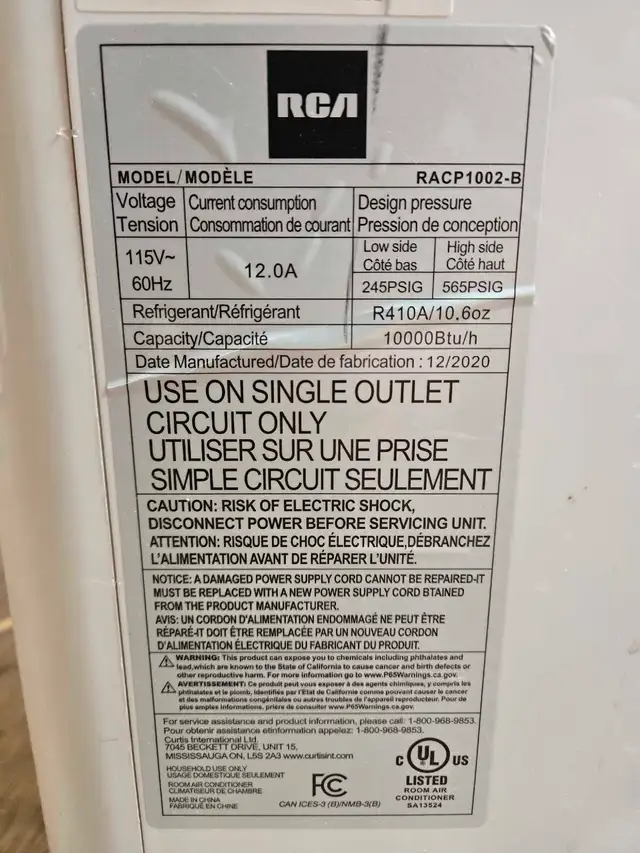 RCA
MODEL/MODÈLE RACP1002-B
Voltage Current consumption Design pressure
Tension Consommation de courant Pression de conception
115V~ 60Hz
12.0A
Low side High side
Côté bas Côté haut
245PSIG 565PSIG
Refrigerant/Réfrigérant R410A/10.6oz
Capacity/Capacité 10000Btu/h
Date Manufactured/Date de fabrication : 12/2020
USE ON SINGLE OUTLET
CIRCUIT ONLY
UTILISER SUR UNE PRISE
SIMPLE CIRCUIT SEULEMENT
CAUTION: RISK OF ELECTRIC SHOCK,
DISCONNECT POWER BEFORE SERVICING UNIT.
ATTENTION: RISQUE DE CHOC ÉLECTRIQUE,DÉBRANCHEZ
L'ALIMENTATION AVANT DE RÉPARER L'UNITÉ.
NOTICE: A DAMAGED POWER SUPPLY CORD CANNOT BE REPAIRED-IT
MUST BE REPLACED WITH A NEW POWER SUPPLY CORD BTAINED
FROM THE PRODUCT MANUFACTURER.
AVIS: UN CORDON D'ALIMENTATION ENDOMMAGÉ NE PEUT ÊTRE
RÉPARÉ-IT DOIT ÊTRE REMPLACÉE PAR UN NOUVEAU CORDON
D'ALIMENTATION ÉLECTRIQUE DU FABRICANT DU PRODUIT.
WARNING: This product can expose you to chemicals including phthalates and
lead,which are known to the State of California to cause cancer and birth defects or
other reproductive harm. For more information go to www.P65Warnings.ca.gov.
AVERTISSEMENT: Ce produit peut vous exposer à des agents chimiques, y compris les
phthalates et le plomb, identifiés par l'État de Californie comme pouvant causer le cancer
et des malformations congénitales ou autres troubles de l'appareil reproducteur. Pour de
plus amples informations, prière de consulter www.P65Warnings.ca.gov.
For service assistance and product information, please call: 1-800-968-9853.
Pour obtenir assistance etinformation appelez: 1-800-968-9853.
Curtis International Ltd.
7045 BECKETT DRIVE, UNIT 15,
MISSISSAUGA ON, L5S 2A3 www.curtisint.com
HOUSEHOLD USE ONLY
USAGE DOMESTIQUE SEULEMENT
ROOM AIR CONDITIONER
CLIMATISEUR DE CHAMBRE
MADE IN CHINA
FABRIQUÉ EN CHINE
FC
CAN ICES-3 (B)/NMB-3(B)
C UL US
LISTED
ROOM AIR
CONDITIONER
SA13524